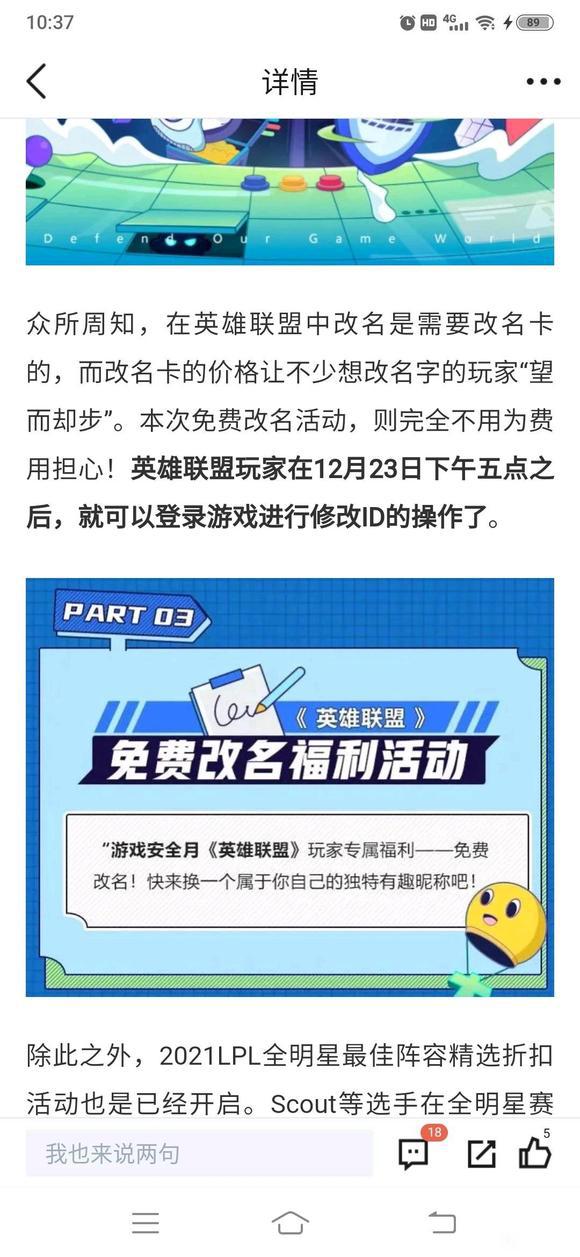 10:37
HD 4G 89
详情
Defend Our Game World
众所周知，在英雄联盟中改名是需要改名卡
的，而改名卡的价格让不少想改名字的玩家“望
而却步”。本次免费改名活动，则完全不用为费
用担心！英雄联盟玩家在12月23日下午五点之
后，就可以登录游戏进行修改ID的操作了。
PART 03
《 英雄联盟 》
免费改名福利活动
“游戏安全月《英雄联盟》玩家专属福利——免费
改名！快来换一个属于你自己的独特有趣昵称吧！
除此之外，2021LPL全明星最佳阵容精选折扣
活动也是已经开启。Scout等选手在全明星赛
我也来说两句
18
5